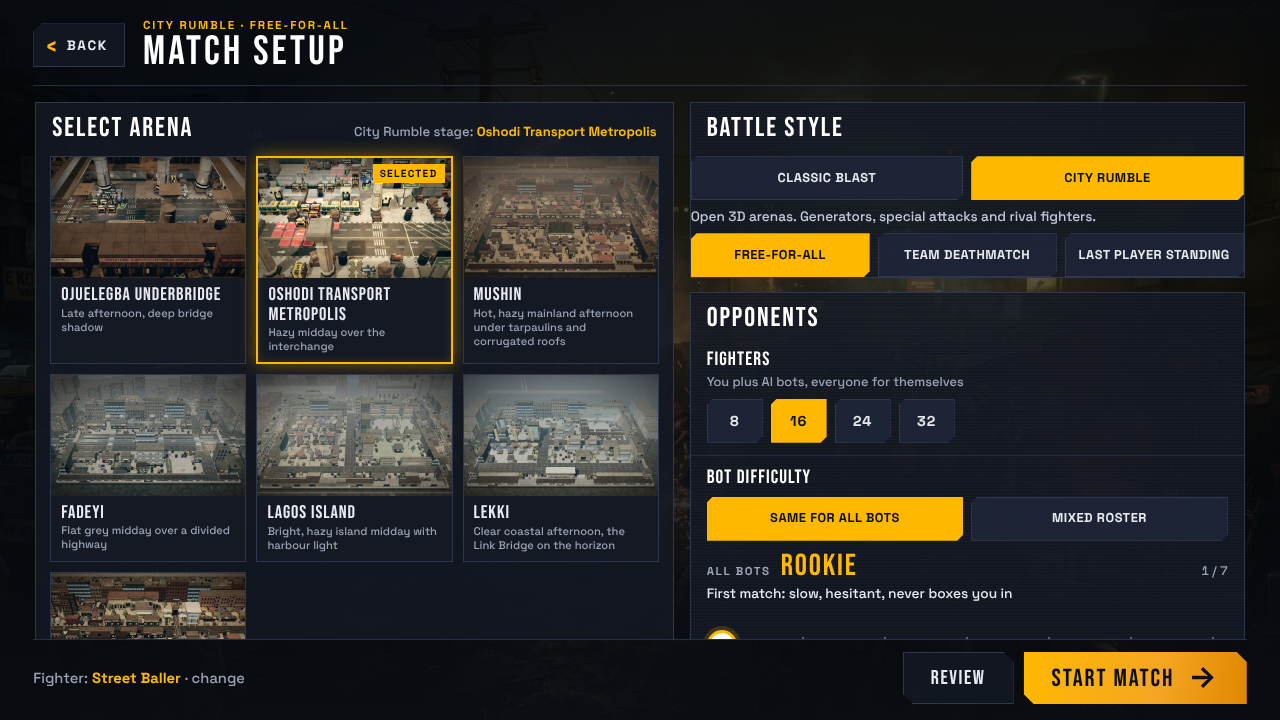 CITY RUMBLE · FREE-FOR-ALL
< BACK
MATCH SETUP
SELECT ARENA
City Rumble stage: Oshodi Transport Metropolis
SELECTED
OJUELEGBA UNDERBRIDGE
Late afternoon, deep bridge
shadow
OSHODI TRANSPORT
METROPOLIS
Hazy midday over the
interchange
MUSHIN
Hot, hazy mainland afternoon
under tarpaulins and
corrugated roofs
FADEYI
Flat grey midday over a divided
highway
LAGOS ISLAND
Bright, hazy island midday with
harbour light
LEKKI
Clear coastal afternoon, the
Link Bridge on the horizon
BATTLE STYLE
CLASSIC BLAST
CITY RUMBLE
Open 3D arenas. Generators, special attacks and rival fighters.
FREE-FOR-ALL
TEAM DEATHMATCH
LAST PLAYER STANDING
OPPONENTS
FIGHTERS
You plus AI bots, everyone for themselves
8
16
24
32
BOT DIFFICULTY
SAME FOR ALL BOTS
MIXED ROSTER
ALL BOTS ROOKIE
1 / 7
First match: slow, hesitant, never boxes you in
Fighter: Street Baller · change
REVIEW
START MATCH →